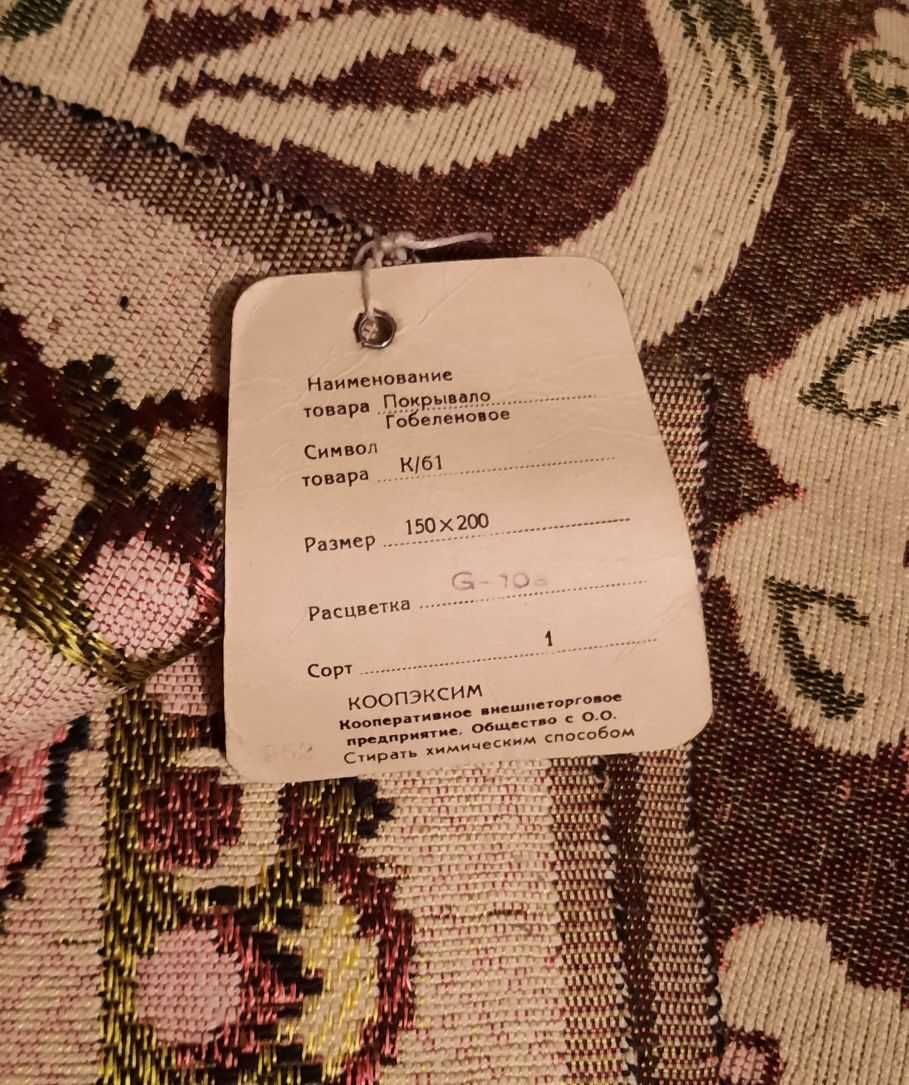 Наименование
товара Покрывало
Гобеленовое
Символ
товара К/61
Размер 150×200
Расцветка G-10
Сорт 1
КООПЭКСИМ
Кооперативное внешнеторговое
предприятие, Общество с О.О.
Стирать химическим способом